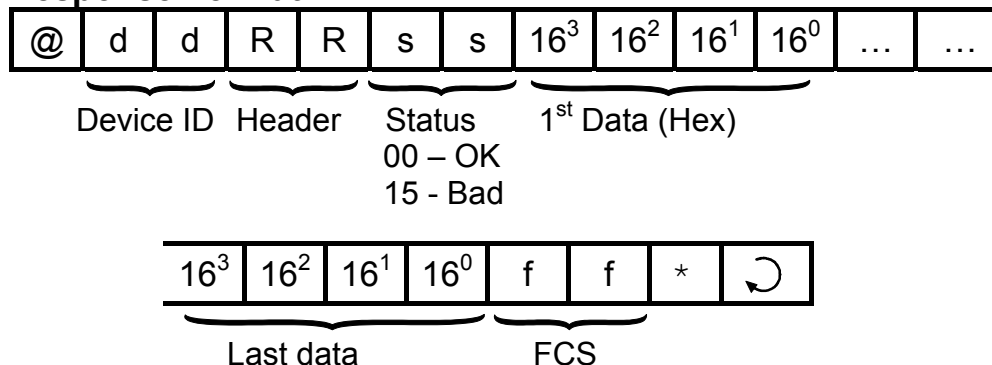 @ d d R R s s 16³ 16² 16¹ 16⁰ … …
Device ID Header Status 1st Data (Hex)
00 – OK
15 - Bad
16³ 16² 16¹ 16⁰ f f *
Last data FCS